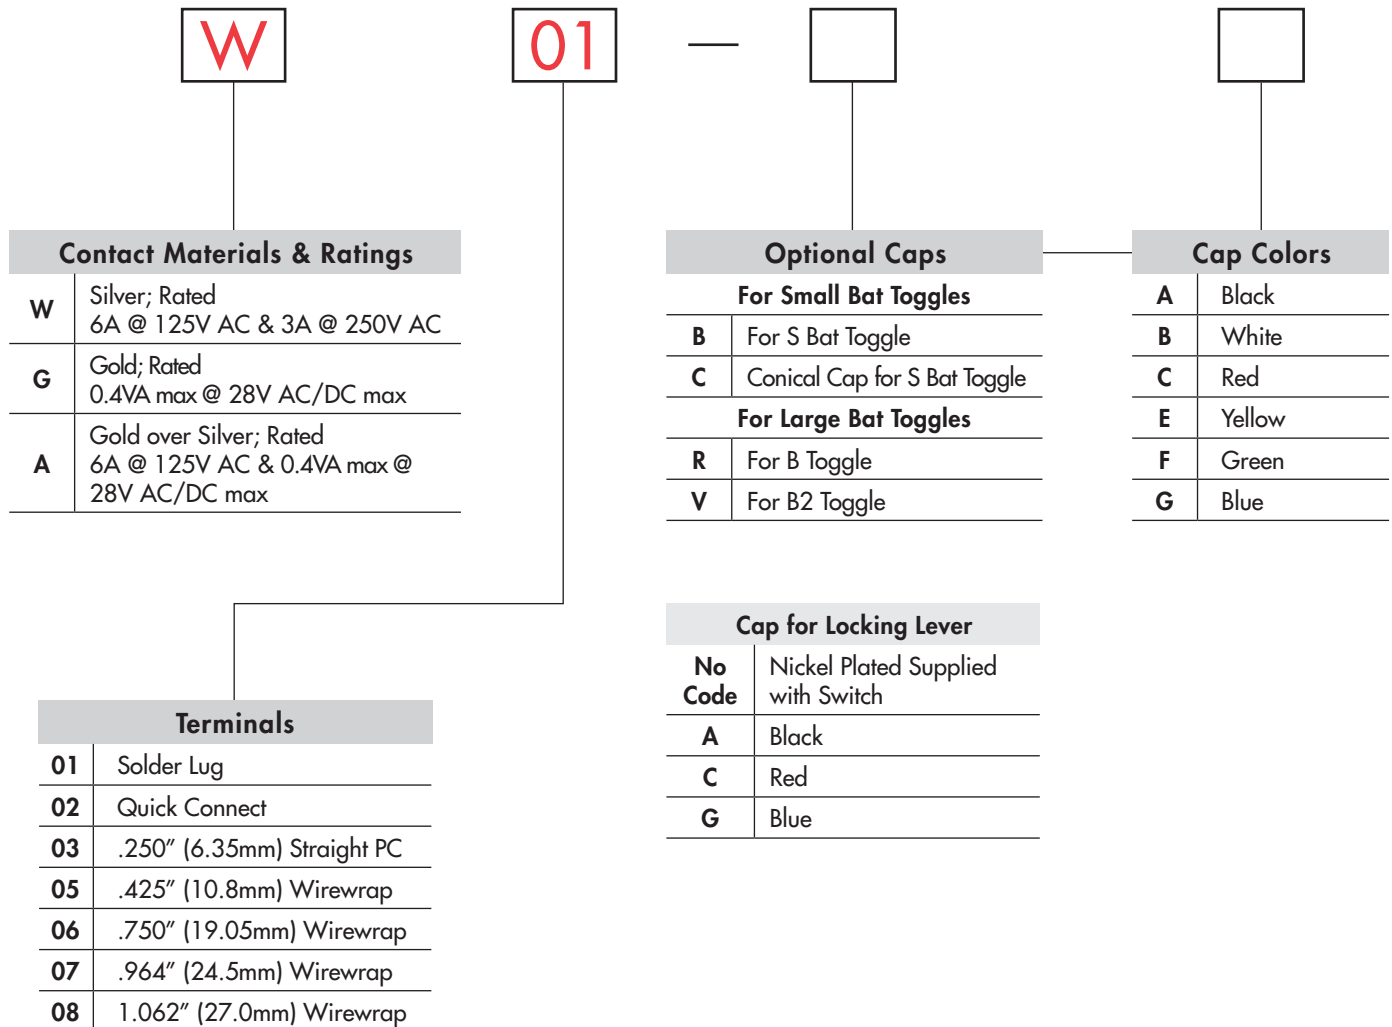 W 01 —
Contact Materials & Ratings
W Silver; Rated
6A @ 125V AC & 3A @ 250V AC
G Gold; Rated
0.4VA max @ 28V AC/DC max
A Gold over Silver; Rated
6A @ 125V AC & 0.4VA max @
28V AC/DC max
Terminals
01 Solder Lug
02 Quick Connect
03 .250” (6.35mm) Straight PC
05 .425” (10.8mm) Wirewrap
06 .750” (19.05mm) Wirewrap
07 .964” (24.5mm) Wirewrap
08 1.062” (27.0mm) Wirewrap
Optional Caps
For Small Bat Toggles
B For S Bat Toggle
C Conical Cap for S Bat Toggle
For Large Bat Toggles
R For B Toggle
V For B2 Toggle
Cap Colors
A Black
B White
C Red
E Yellow
F Green
G Blue
Cap for Locking Lever
No
Code
Nickel Plated Supplied
with Switch
A Black
C Red
G Blue